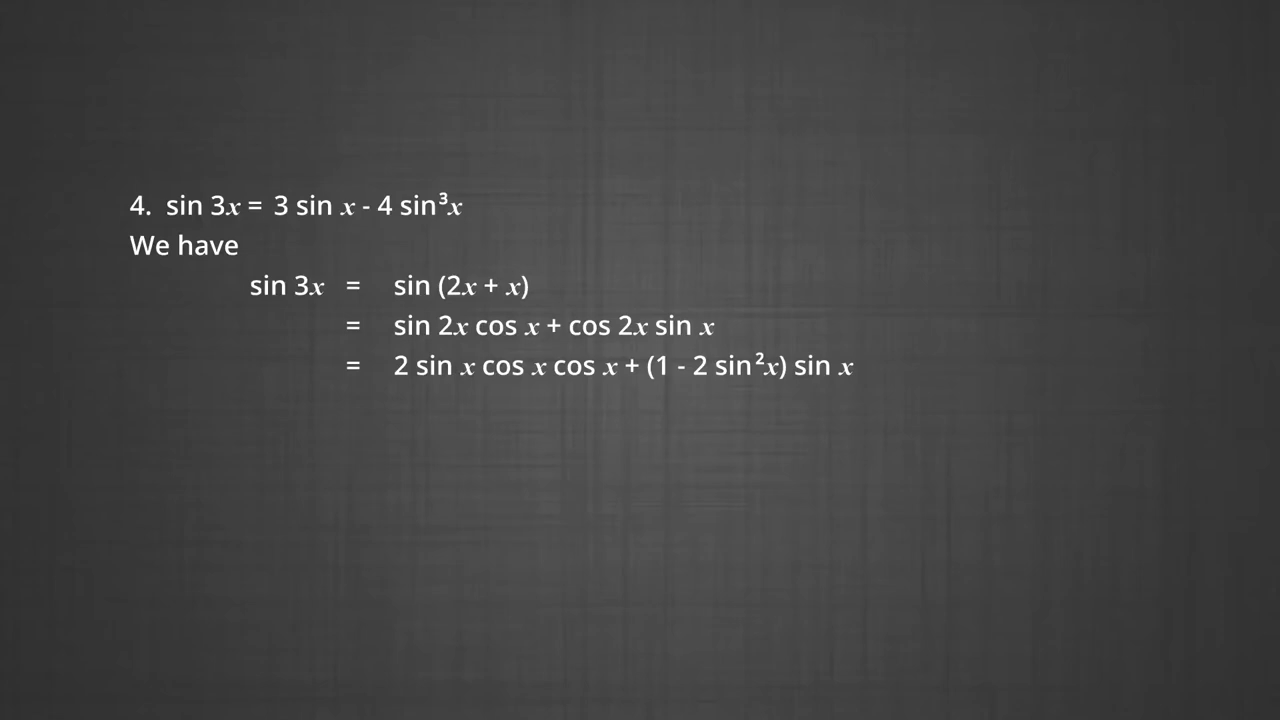 4. sin 3x = 3 sin x - 4 sin³x
We have
sin 3x = sin (2x + x)
= sin 2x cos x + cos 2x sin x
= 2 sin x cos x cos x + (1 - 2 sin²x) sin x